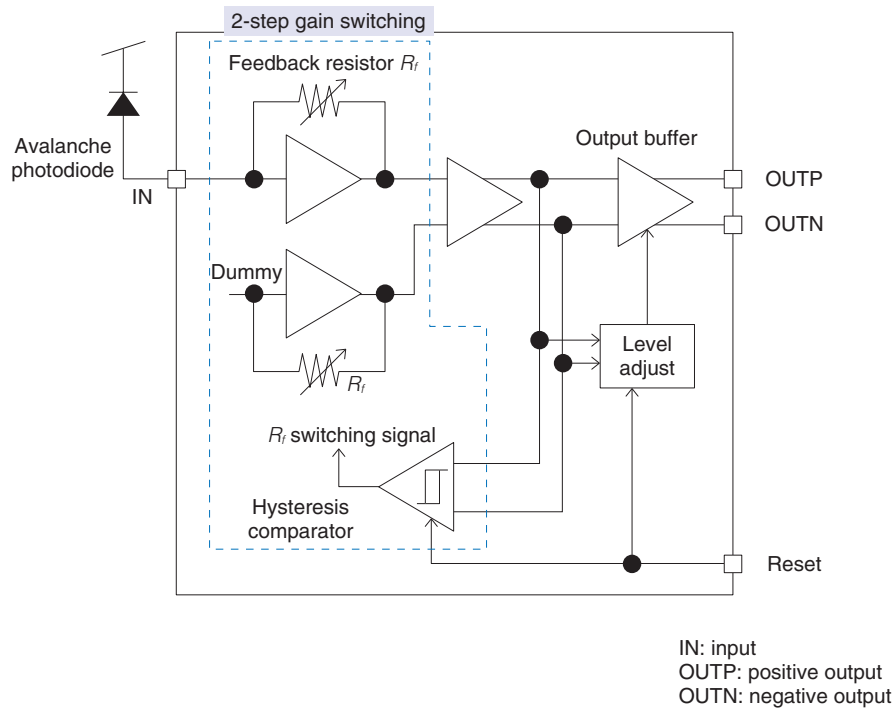 2-step gain switching
Feedback resistor Rf
Avalanche
photodiode
IN
Output buffer
OUTP
OUTN
Dummy
Rf
Level
adjust
Rf switching signal
Hysteresis
comparator
Reset
IN: input
OUTP: positive output
OUTN: negative output